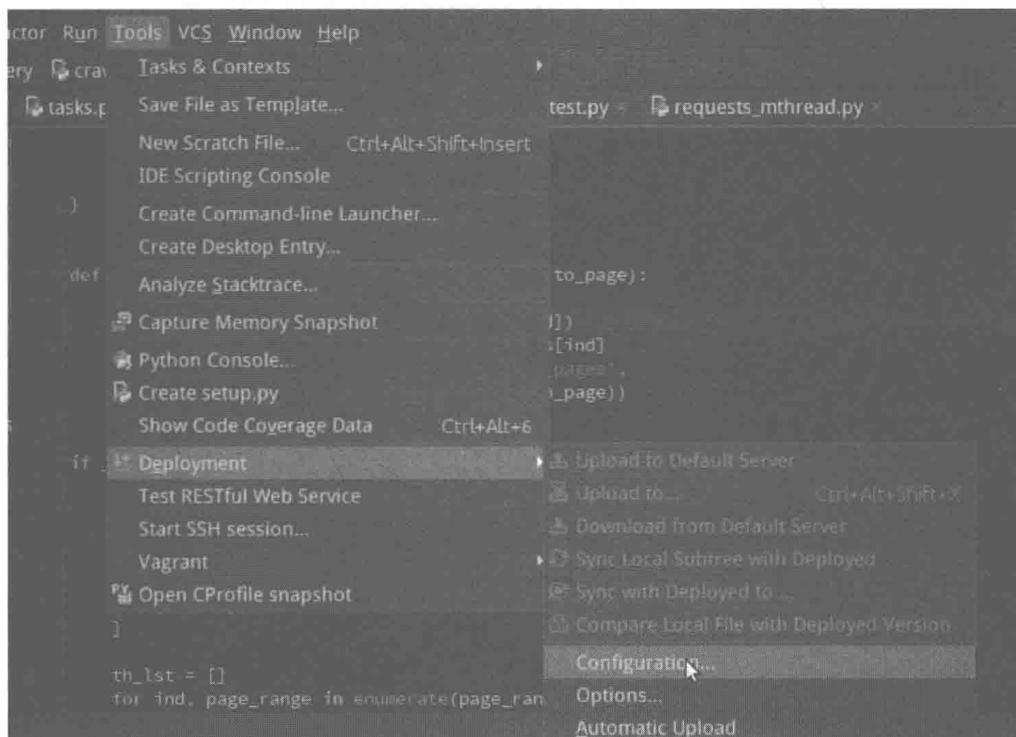 ctor Run Tools VCS Window Help
ery crav
Tasks & Contexts
tasks.p
Save File as Template...
test.py
requests_mthread.py
New Scratch File... Ctrl+Alt+Shift+Insert
IDE Scripting Console
}
Create Command-line Launcher...
Create Desktop Entry...
def
to_page):
Analyze Stacktrace...
Capture Memory Snapshot
])
Python Console...
s[ind]
_pages',
Create setup.py
_page))
Show Code Coverage Data Ctrl+Alt+6
if
Deployment
Upload to Default Server
Test RESTful Web Service
Upload to... Ctrl+Alt+Shift+X
Start SSH session...
Download from Default Server
Vagrant
Sync Local Subtree with Deployed
Open CProfile snapshot
Sync with Deployed to ...
Compare Local File with Deployed Version
]
Configuration...
th_lst = []
Options...
for ind, page_range in enumerate(page_ran
Automatic Upload